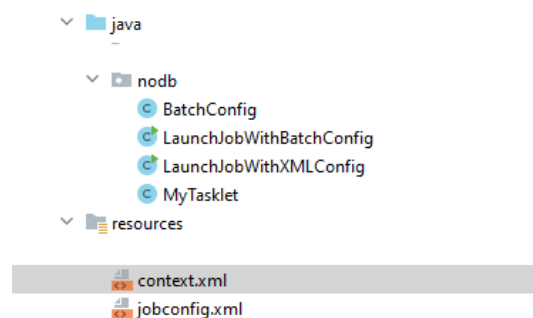 java
nodb
BatchConfig
LaunchJobWithBatchConfig
LaunchJobWithXMLConfig
MyTasklet
resources
context.xml
jobconfig.xml